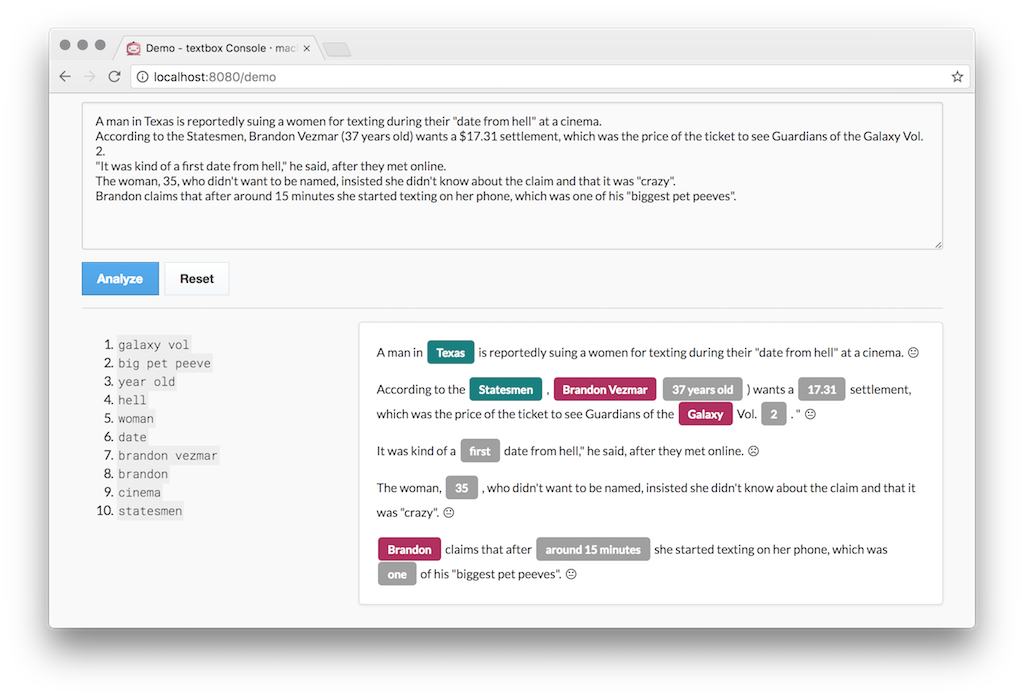 Demo - textbox Console · mac
localhost:8080/demo
A man in Texas is reportedly suing a women for texting during their "date from hell" at a cinema.
According to the Statesmen, Brandon Vezmar (37 years old) wants a $17.31 settlement, which was the price of the ticket to see Guardians of the Galaxy Vol.
2.
"It was kind of a first date from hell," he said, after they met online.
The woman, 35, who didn't want to be named, insisted she didn't know about the claim and that it was "crazy".
Brandon claims that after around 15 minutes she started texting on her phone, which was one of his "biggest pet peeves".
Analyze Reset
1. galaxy vol
2. big pet peeve
3. year old
4. hell
5. woman
6. date
7. brandon vezmar
8. brandon
9. cinema
10. statesmen
A man in Texas is reportedly suing a women for texting during their "date from hell" at a cinema.
According to the Statesmen , Brandon Vezmar 37 years old ) wants a 17.31 settlement,
which was the price of the ticket to see Guardians of the Galaxy Vol. 2 . "
It was kind of a first date from hell," he said, after they met online.
The woman, 35 , who didn't want to be named, insisted she didn't know about the claim and that it
was "crazy".
Brandon claims that after around 15 minutes she started texting on her phone, which was
one of his "biggest pet peeves".